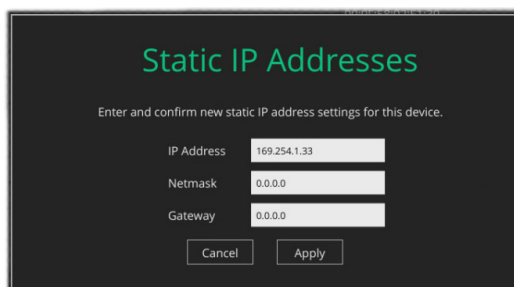 Static IP Addresses
Enter and confirm new static IP address settings for this device.
IP Address 169.254.1.33
Netmask 0.0.0.0
Gateway 0.0.0.0
Cancel Apply